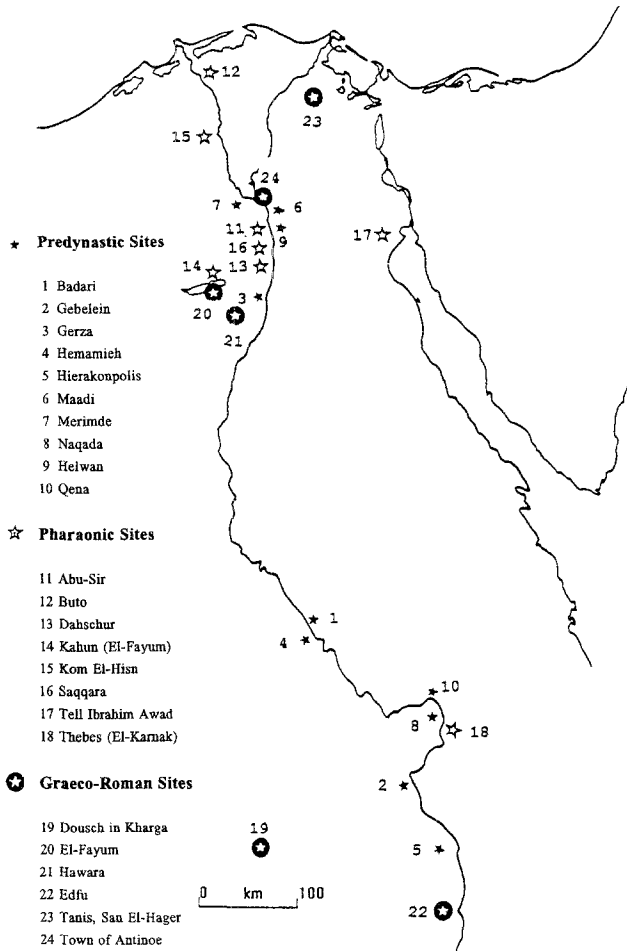 12
23
15
24
7
6
11
9
17
16
14
13
3
20
21
Predynastic Sites
1 Badari
2 Gebelein
3 Gerza
4 Hemamieh
5 Hierakonpolis
6 Maadi
7 Merimde
8 Naqada
9 Helwan
10 Qena
Pharaonic Sites
11 Abu-Sir
12 Buto
13 Dahschur
14 Kahun (El-Fayum)
15 Kom El-Hisn
16 Saqqara
17 Tell Ibrahim Awad
18 Thebes (El-Karnak)
Graeco-Roman Sites
19 Dousch in Kharga
20 El-Fayum
21 Hawara
22 Edfu
23 Tanis, San El-Hager
24 Town of Antinoe
1
4
10
8
18
2
5
19
22
0 km 100